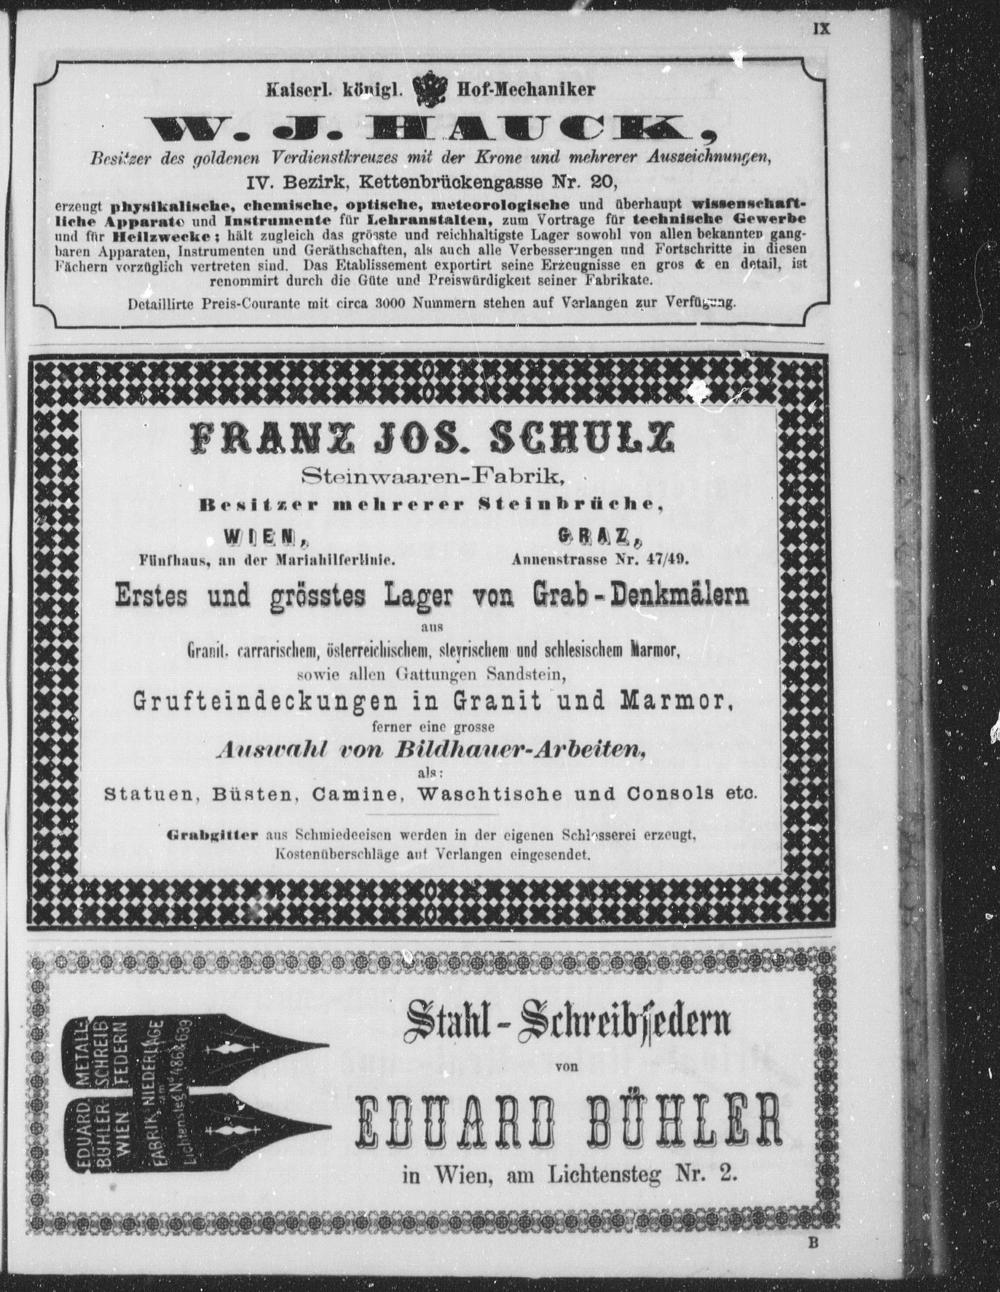 IX
Kaiserl. königl. Hof-Mechaniker
W. J. HAUCK,
Besitzer des goldenen Verdienstkreuzes mit der Krone und mehrerer Auszeichnungen,
IV. Bezirk, Kettenbrückengasse Nr. 20,
erzeugt physikalische, chemische, optische, meteorologische und überhaupt wissenschaft-
liche Apparate und Instrumente für Lehranstalten, zum Vortrage für technische Gewerbe
und für Heilzwecke; hält zugleich das grösste und reichhaltigste Lager sowohl von allen bekannten gang-
baren Apparaten, Instrumenten und Geräthschaften, als auch alle Verbesserungen und Fortschritte in diesen
Fächern vorzüglich vertreten sind. Das Etablissement exportirt seine Erzeugnisse en gros & en detail, ist
renommirt durch die Güte und Preiswürdigkeit seiner Fabrikate.
Detaillirte Preis-Courante mit circa 3000 Nummern stehen auf Verlangen zur Verfügung.
FRANZ JOS. SCHULZ
Steinwaaren-Fabrik,
Besitzer mehrerer Steinbrüche,
WIEN, GRAZ,
Fünfhaus, an der Mariahilferlinie. Annenstrasse Nr. 47/49.
Erstes und grösstes Lager von Grab-Denkmälern
aus
Granit, carrarischem, österreichischem, steyrischem und schlesischem Marmor,
sowie allen Gattungen Sandstein,
Grufteindeckungen in Granit und Marmor,
ferner eine grosse
Auswahl von Bildhauer-Arbeiten,
als:
Statuen, Büsten, Camine, Waschtische und Consols etc.
Grabgitter aus Schmiedeeisen werden in der eigenen Schlosserei erzeugt,
Kostenüberschläge auf Verlangen eingesendet.
Stahl-Schreibfedern
von
EDUARD BÜHLER
in Wien, am Lichtensteg Nr. 2.
EDUARD METALL-
BÜHLER SCHREIB
WIEN FEDERN
FABRIK-NIEDERLAGE
am
Lichtensteg N.
B